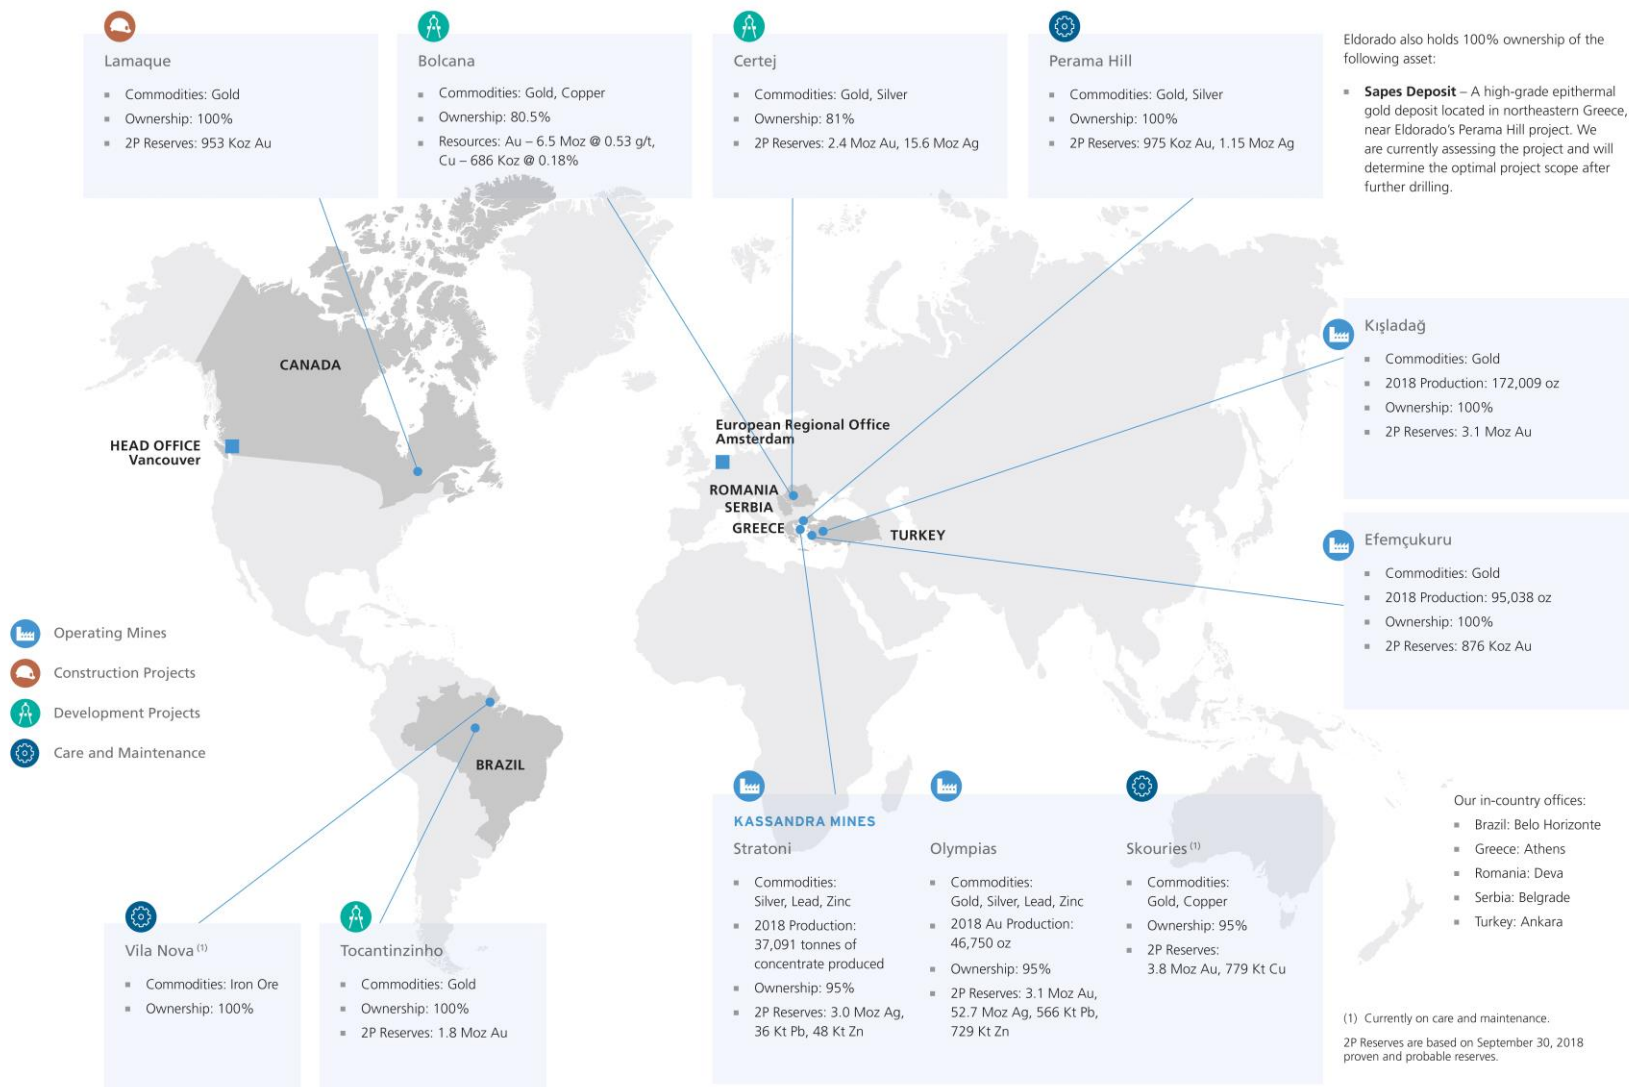 Lamaque
Commodities: Gold
Ownership: 100%
2P Reserves: 953 Koz Au
Bolcana
Commodities: Gold, Copper
Ownership: 80.5%
Resources: Au – 6.5 Moz @ 0.53 g/t,
Cu – 686 Koz @ 0.18%
Certej
Commodities: Gold, Silver
Ownership: 81%
2P Reserves: 2.4 Moz Au, 15.6 Moz Ag
Perama Hill
Commodities: Gold, Silver
Ownership: 100%
2P Reserves: 975 Koz Au, 1.15 Moz Ag
Eldorado also holds 100% ownership of the
following asset:
Sapes Deposit – A high-grade epithermal
gold deposit located in northeastern Greece,
near Eldorado's Perama Hill project. We
are currently assessing the project and will
determine the optimal project scope after
further drilling.
CANADA
HEAD OFFICE
Vancouver
European Regional Office
Amsterdam
ROMANIA
SERBIA
GREECE
TURKEY
BRAZIL
Kışladağ
Commodities: Gold
2018 Production: 172,009 oz
Ownership: 100%
2P Reserves: 3.1 Moz Au
Efemçukuru
Commodities: Gold
2018 Production: 95,038 oz
Ownership: 100%
2P Reserves: 876 Koz Au
Operating Mines
Construction Projects
Development Projects
Care and Maintenance
Vila Nova (1)
Commodities: Iron Ore
Ownership: 100%
Tocantinzinho
Commodities: Gold
Ownership: 100%
2P Reserves: 1.8 Moz Au
KASSANDRA MINES
Stratoni
Commodities:
Silver, Lead, Zinc
2018 Production:
37,091 tonnes of
concentrate produced
Ownership: 95%
2P Reserves: 3.0 Moz Ag,
36 Kt Pb, 48 Kt Zn
Olympias
Commodities:
Gold, Silver, Lead, Zinc
2018 Au Production:
46,750 oz
Ownership: 95%
2P Reserves: 3.1 Moz Au,
52.7 Moz Ag, 566 Kt Pb,
729 Kt Zn
Skouries (1)
Commodities:
Gold, Copper
Ownership: 95%
2P Reserves:
3.8 Moz Au, 779 Kt Cu
Our in-country offices:
Brazil: Belo Horizonte
Greece: Athens
Romania: Deva
Serbia: Belgrade
Turkey: Ankara
(1) Currently on care and maintenance.
2P Reserves are based on September 30, 2018
proven and probable reserves.